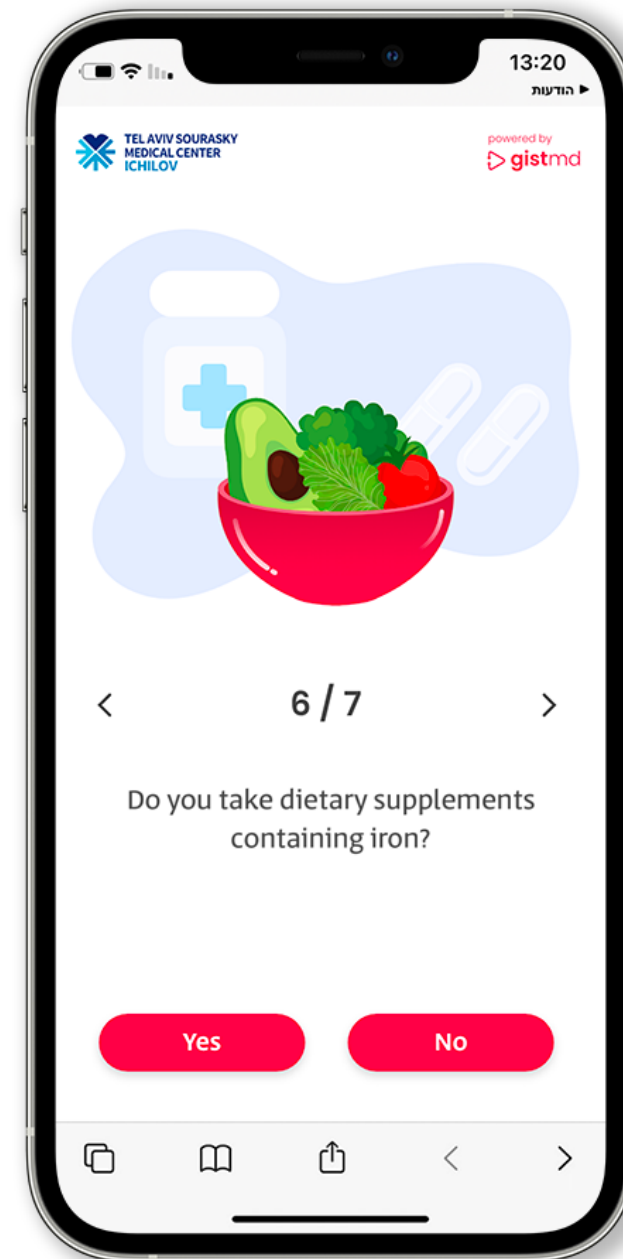 13:20
◀ הודעות
TEL AVIV SOURASKY
MEDICAL CENTER
ICHILOV
powered by
gistmd
6 / 7
Do you take dietary supplements
containing iron?
Yes
No